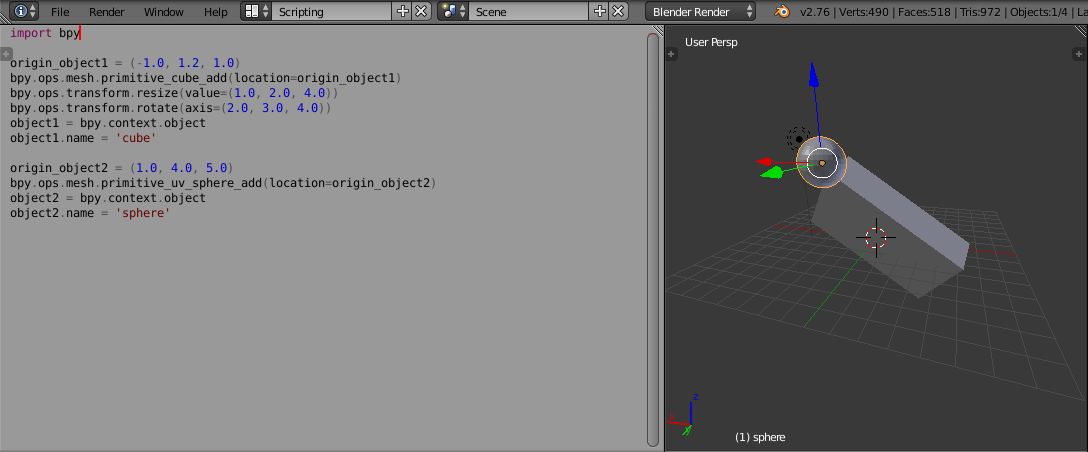 File Render Window Help Scripting Scene Blender Render v2.76 | Verts:490 | Faces:518 | Tris:972 | Objects:1/4 | La
import bpy
origin_object1 = (-1.0, 1.2, 1.0)
bpy.ops.mesh.primitive_cube_add(location=origin_object1)
bpy.ops.transform.resize(value=(1.0, 2.0, 4.0))
bpy.ops.transform.rotate(axis=(2.0, 3.0, 4.0))
object1 = bpy.context.object
object1.name = 'cube'
origin_object2 = (1.0, 4.0, 5.0)
bpy.ops.mesh.primitive_uv_sphere_add(location=origin_object2)
object2 = bpy.context.object
object2.name = 'sphere'
User Persp
z
y
(1) sphere